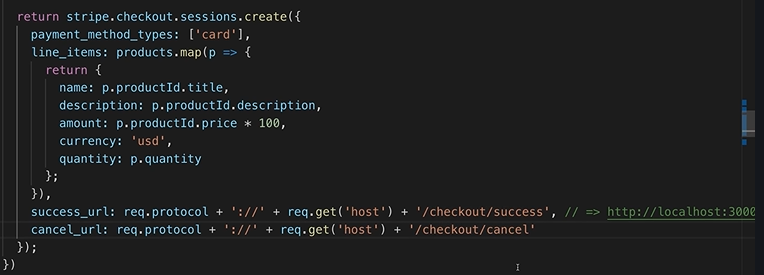 return stripe.checkout.sessions.create({
payment_method_types: ['card'],
line_items: products.map(p => {
return {
name: p.productId.title,
description: p.productId.description,
amount: p.productId.price * 100,
currency: 'usd',
quantity: p.quantity
};
}),
success_url: req.protocol + '://' + req.get('host') + '/checkout/success', // => http://localhost:3000
cancel_url: req.protocol + '://' + req.get('host') + '/checkout/cancel'
});
})